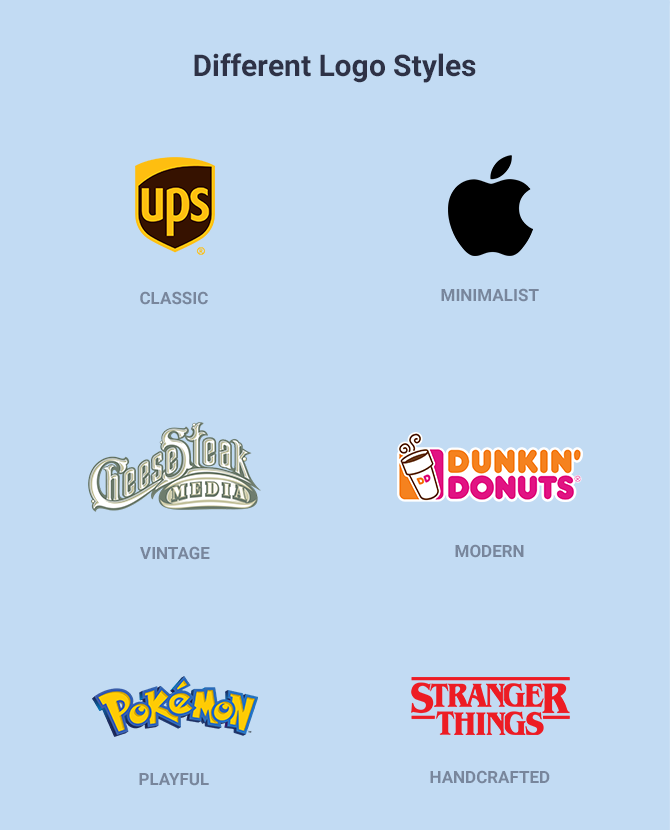 Different Logo Styles
ups
®
CLASSIC
MINIMALIST
CheeseSteak
MEDIA
VINTAGE
DUNKIN'
DD
DONUTS®
MODERN
Pokémon
PLAYFUL
STRANGER
THINGS
HANDCRAFTED